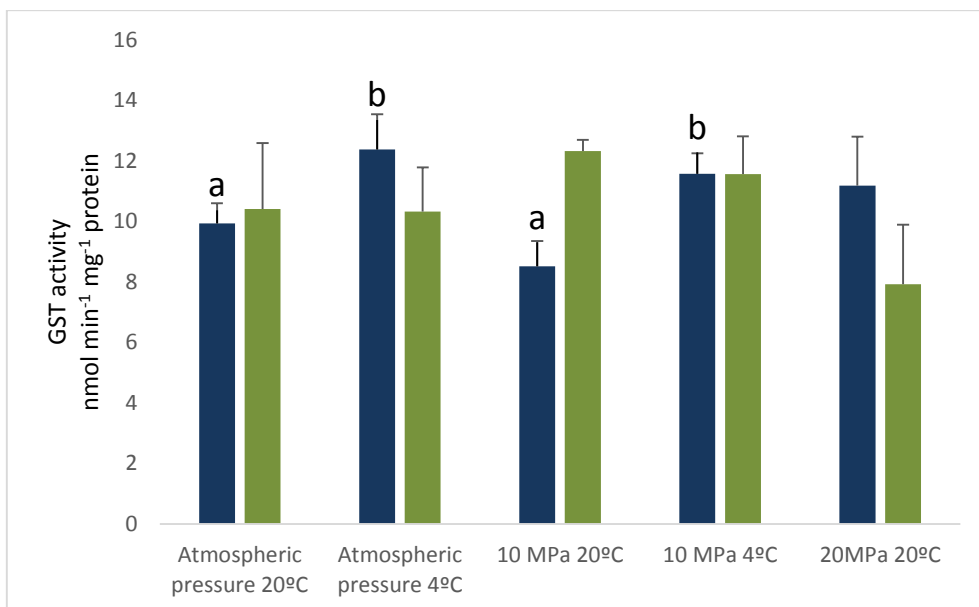 16
14
12
10
8
6
4
2
0
GST activity
nmol min-1 mg-1 protein
a
b
a
b
Atmospheric
pressure 20ºC
Atmospheric
pressure 4ºC
10 MPa 20ºC
10 MPa 4ºC
20MPa 20ºC